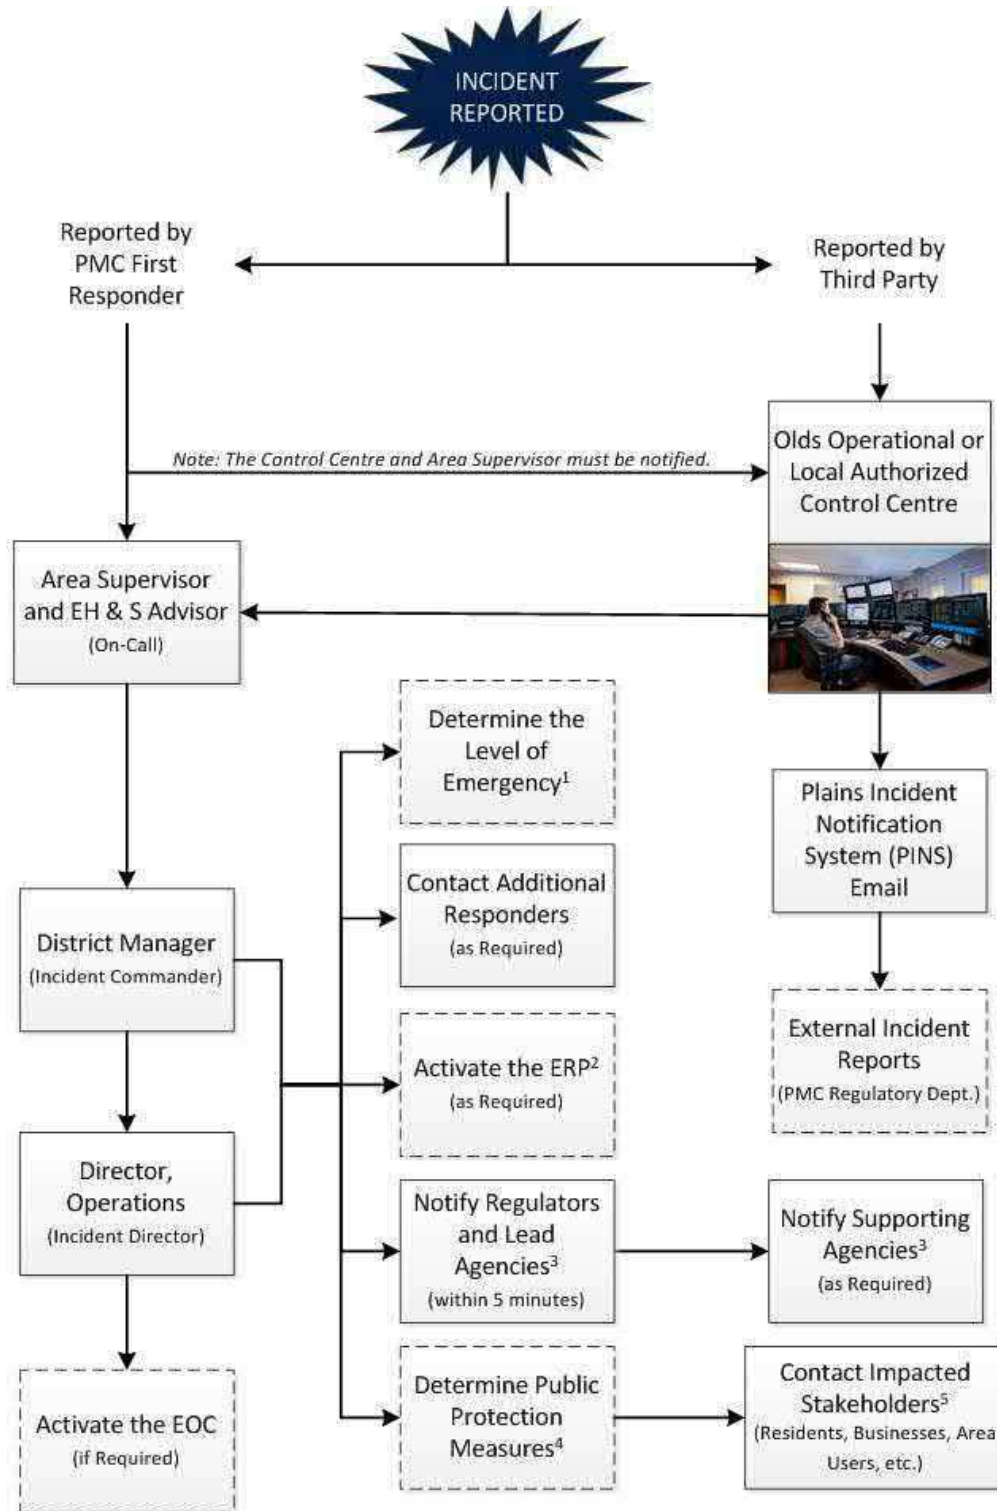 INCIDENT
REPORTED
Reported by
PMC First
Responder
Reported by
Third Party
Note: The Control Centre and Area Supervisor must be notified.
Olds Operational or
Local Authorized
Control Centre
Area Supervisor
and EH & S Advisor
(On-Call)
Determine the
Level of
Emergency¹
Plains Incident
Notification
System (PINS)
Email
Contact Additional
Responders
(as Required)
District Manager
(Incident Commander)
External Incident
Reports
(PMC Regulatory Dept.)
Activate the ERP²
(as Required)
Director,
Operations
(Incident Director)
Notify Regulators
and Lead
Agencies³
(within 5 minutes)
Notify Supporting
Agencies³
(as Required)
Activate the EOC
(if Required)
Determine Public
Protection
Measures⁴
Contact Impacted
Stakeholders⁵
(Residents, Businesses, Area
Users, etc.)